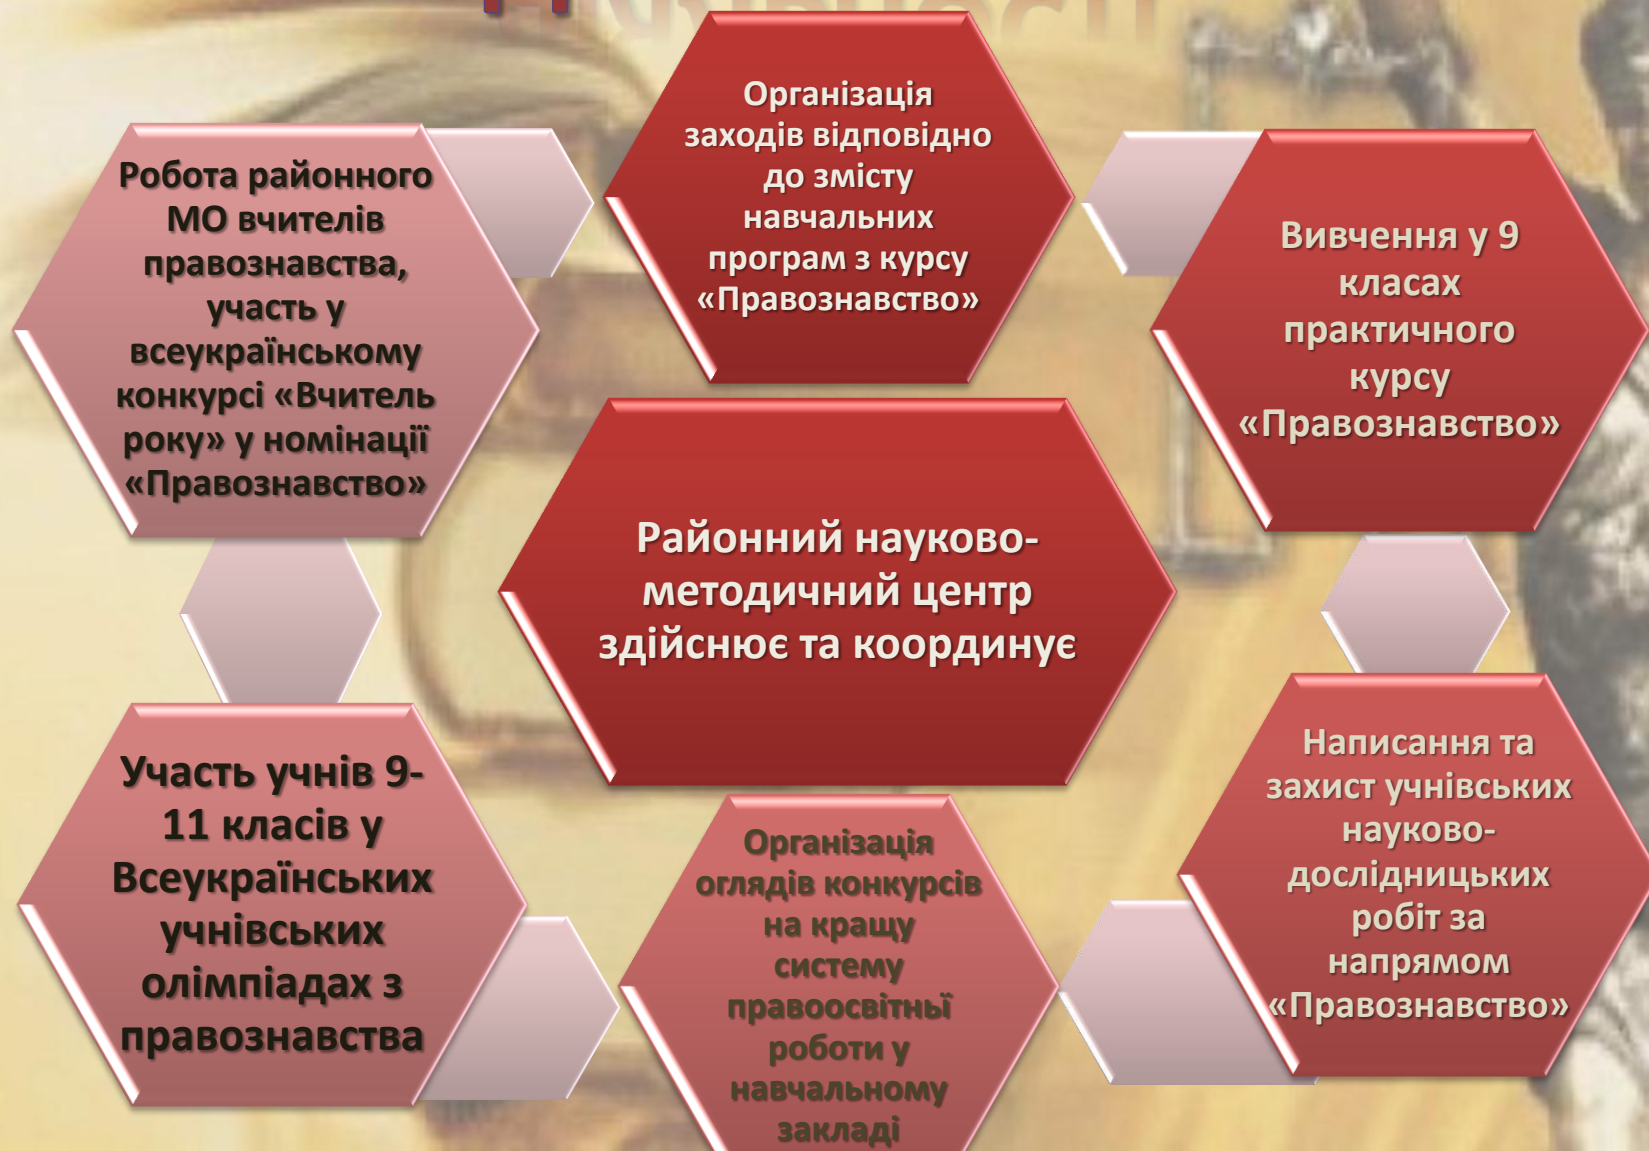 Організація
заходів відповідно
до змісту
навчальних
програм з курсу
«Правознавство»
Вивчення у 9
класах
практичного
курсу
«Правознавство»
Написання та
захист учнівських
науково-
дослідницьких
робіт за
напрямом
«Правознавство»
Організація
оглядів конкурсів
на кращу
систему
правоосвітньї
роботи у
навчальному
закладі
Участь учнів 9-
11 класів у
Всеукраїнських
учнівських
олімпіадах з
правознавства
Робота районного
МО вчителів
правознавства,
участь у
всеукраїнському
конкурсі «Вчитель
року» у номінації
«Правознавство»
Районний науково-
методичний центр
здійснює та координує